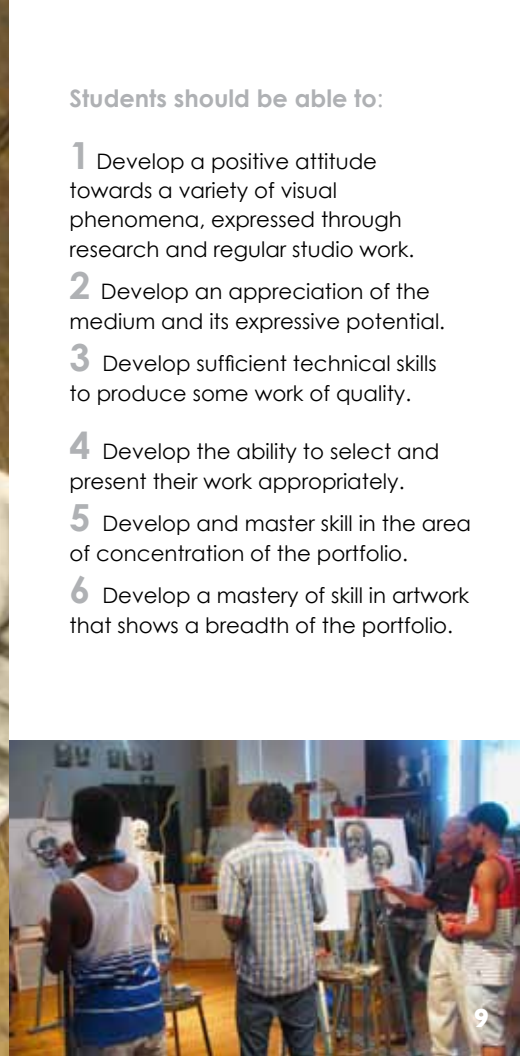 Students should be able to:
1 Develop a positive attitude
towards a variety of visual
phenomena, expressed through
research and regular studio work.
2 Develop an appreciation of the
medium and its expressive potential.
3 Develop sufficient technical skills
to produce some work of quality.
4 Develop the ability to select and
present their work appropriately.
5 Develop and master skill in the area
of concentration of the portfolio.
6 Develop a mastery of skill in artwork
that shows a breadth of the portfolio.
9